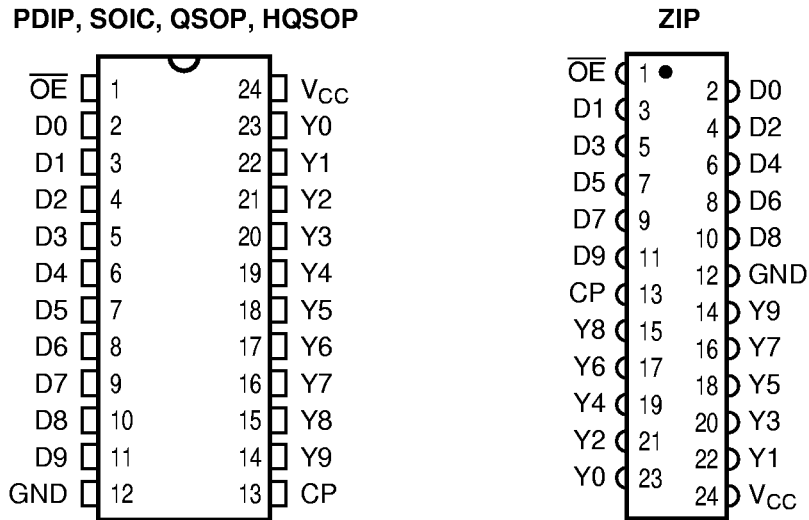 PDIP, SOIC, QSOP, HQSOP
O̅E̅ 1 24 VCC
D0 2 23 Y0
D1 3 22 Y1
D2 4 21 Y2
D3 5 20 Y3
D4 6 19 Y4
D5 7 18 Y5
D6 8 17 Y6
D7 9 16 Y7
D8 10 15 Y8
D9 11 14 Y9
GND 12 13 CP
ZIP
O̅E̅ 1
2 D0
D1 3
4 D2
D3 5
6 D4
D5 7
8 D6
D7 9
10 D8
D9 11
12 GND
CP 13
14 Y9
Y8 15
16 Y7
Y6 17
18 Y5
Y4 19
20 Y3
Y2 21
22 Y1
Y0 23
24 VCC